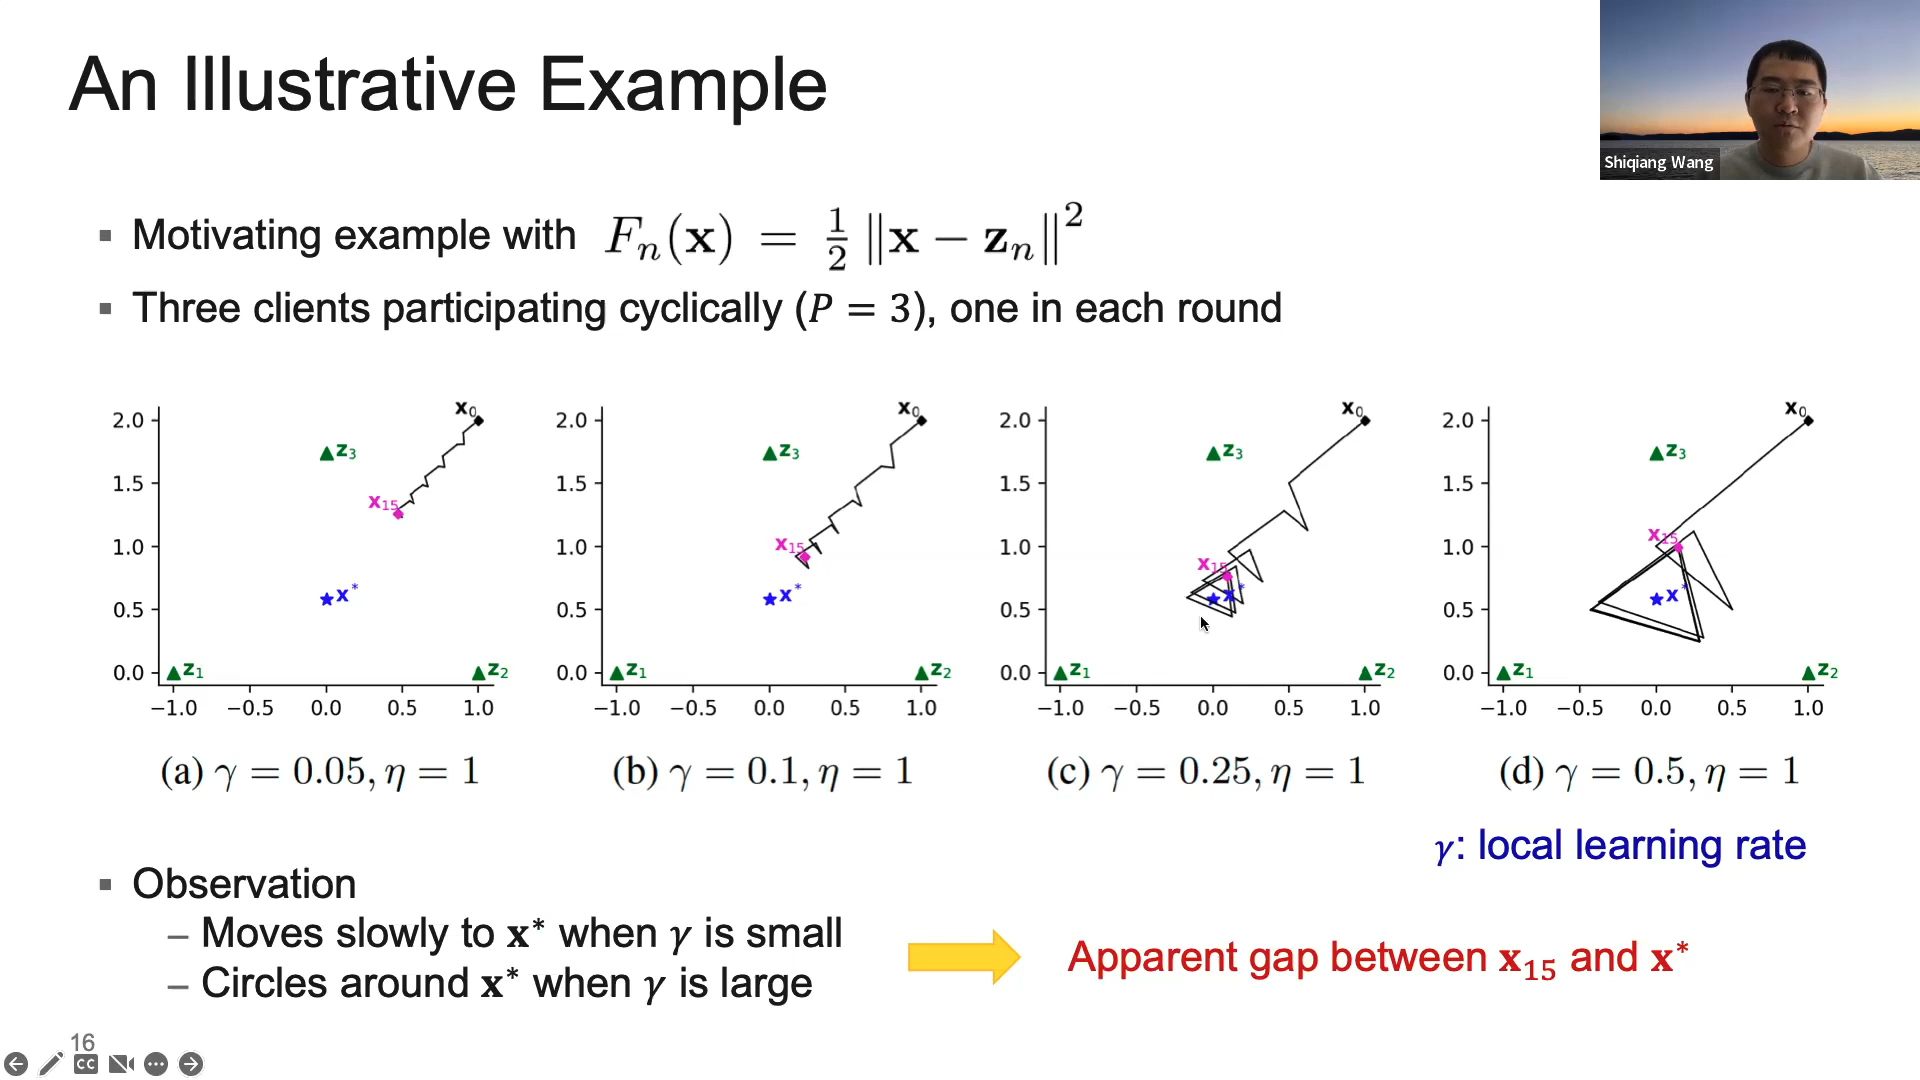 An Illustrative Example
Shiqiang Wang
▪ Motivating example with Fₙ(𝐱) = ½ ‖𝐱 − 𝐳ₙ‖²
▪ Three clients participating cyclically (P = 3), one in each round
2.0 1.5 1.0 0.5 0.0
−1.0 −0.5 0.0 0.5 1.0
x₀ z₃ x₁₅ x* z₁ z₂
(a) γ = 0.05, η = 1
2.0 1.5 1.0 0.5 0.0
−1.0 −0.5 0.0 0.5 1.0
x₀ z₃ x₁₅ x* z₁ z₂
(b) γ = 0.1, η = 1
2.0 1.5 1.0 0.5 0.0
−1.0 −0.5 0.0 0.5 1.0
x₀ z₃ x₁₅ x* z₁ z₂
(c) γ = 0.25, η = 1
2.0 1.5 1.0 0.5 0.0
−1.0 −0.5 0.0 0.5 1.0
x₀ z₃ x₁₅ x* z₁ z₂
(d) γ = 0.5, η = 1
γ: local learning rate
▪ Observation
– Moves slowly to 𝐱* when γ is small
– Circles around 𝐱* when γ is large
Apparent gap between 𝐱₁₅ and 𝐱*
16
CC